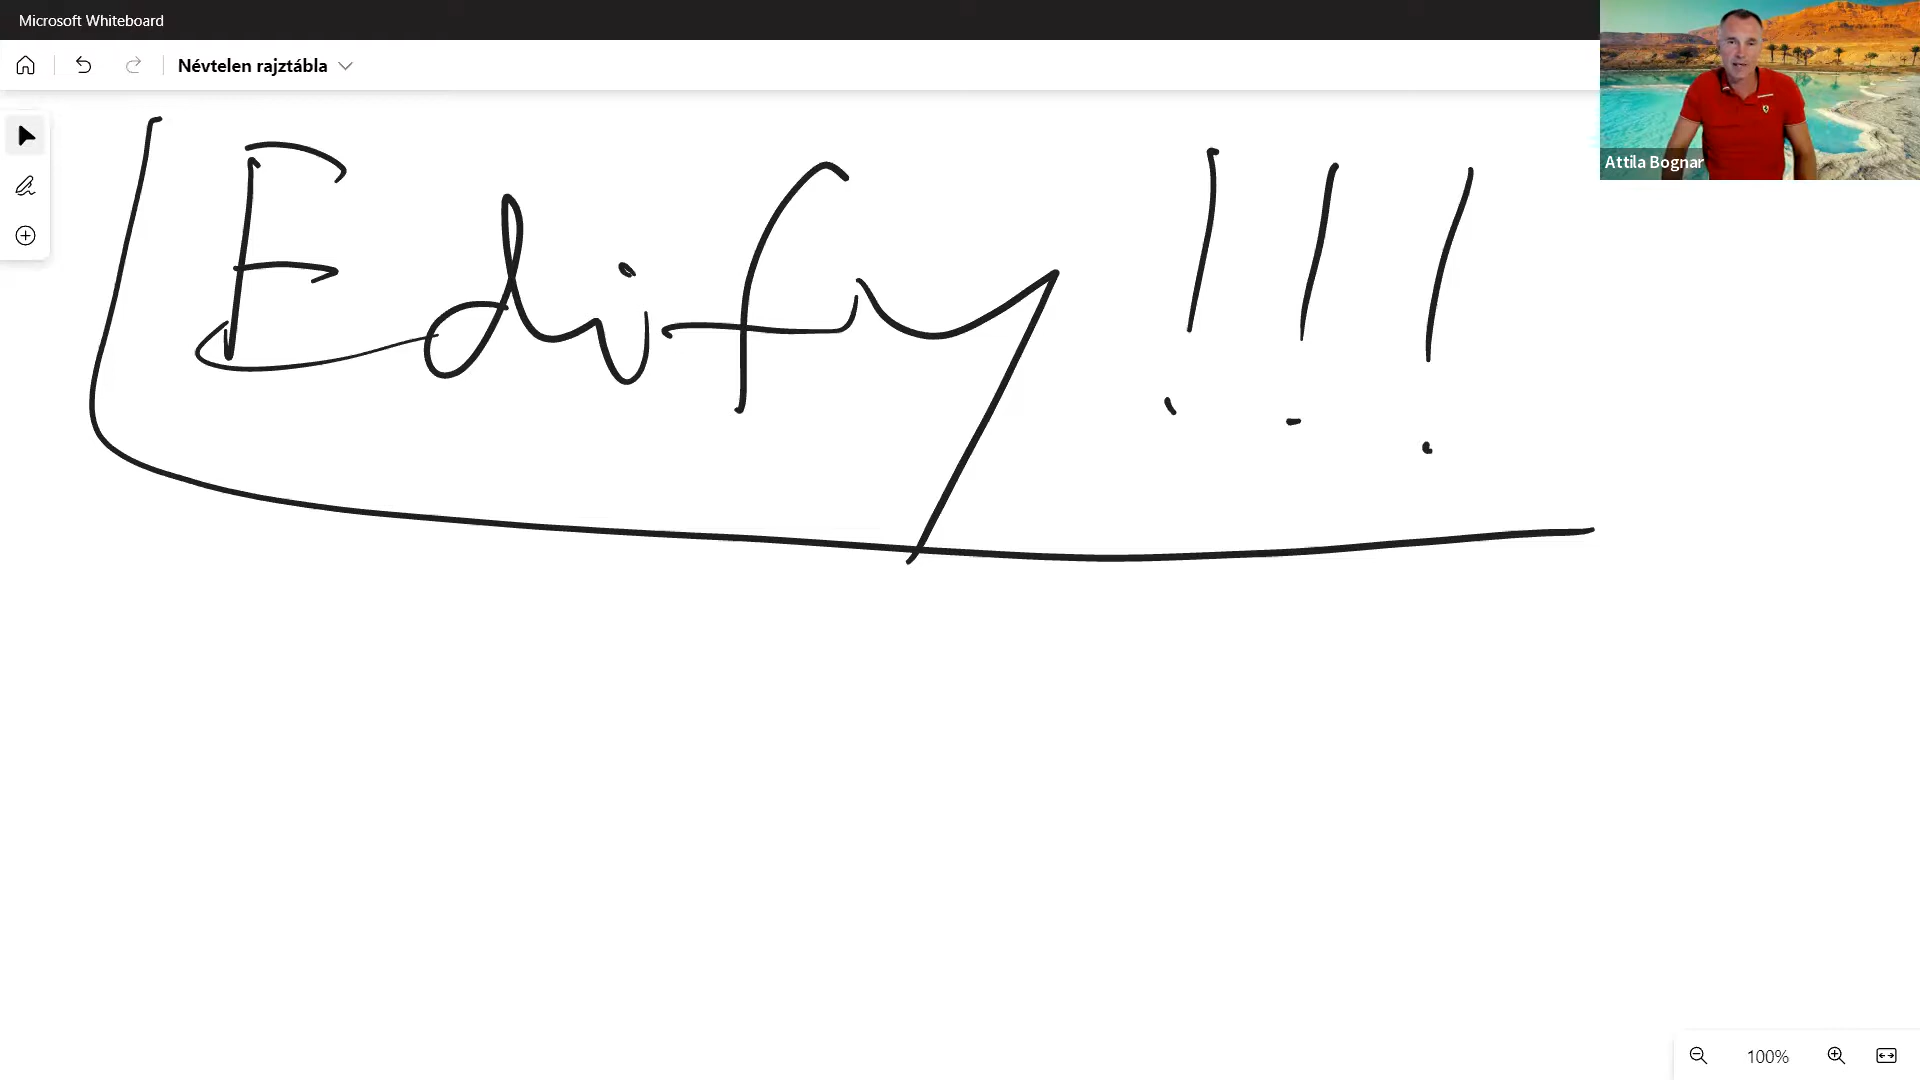 Microsoft Whiteboard
Névtelen rajztábla
Attila Bognar
Edify !!!
100%